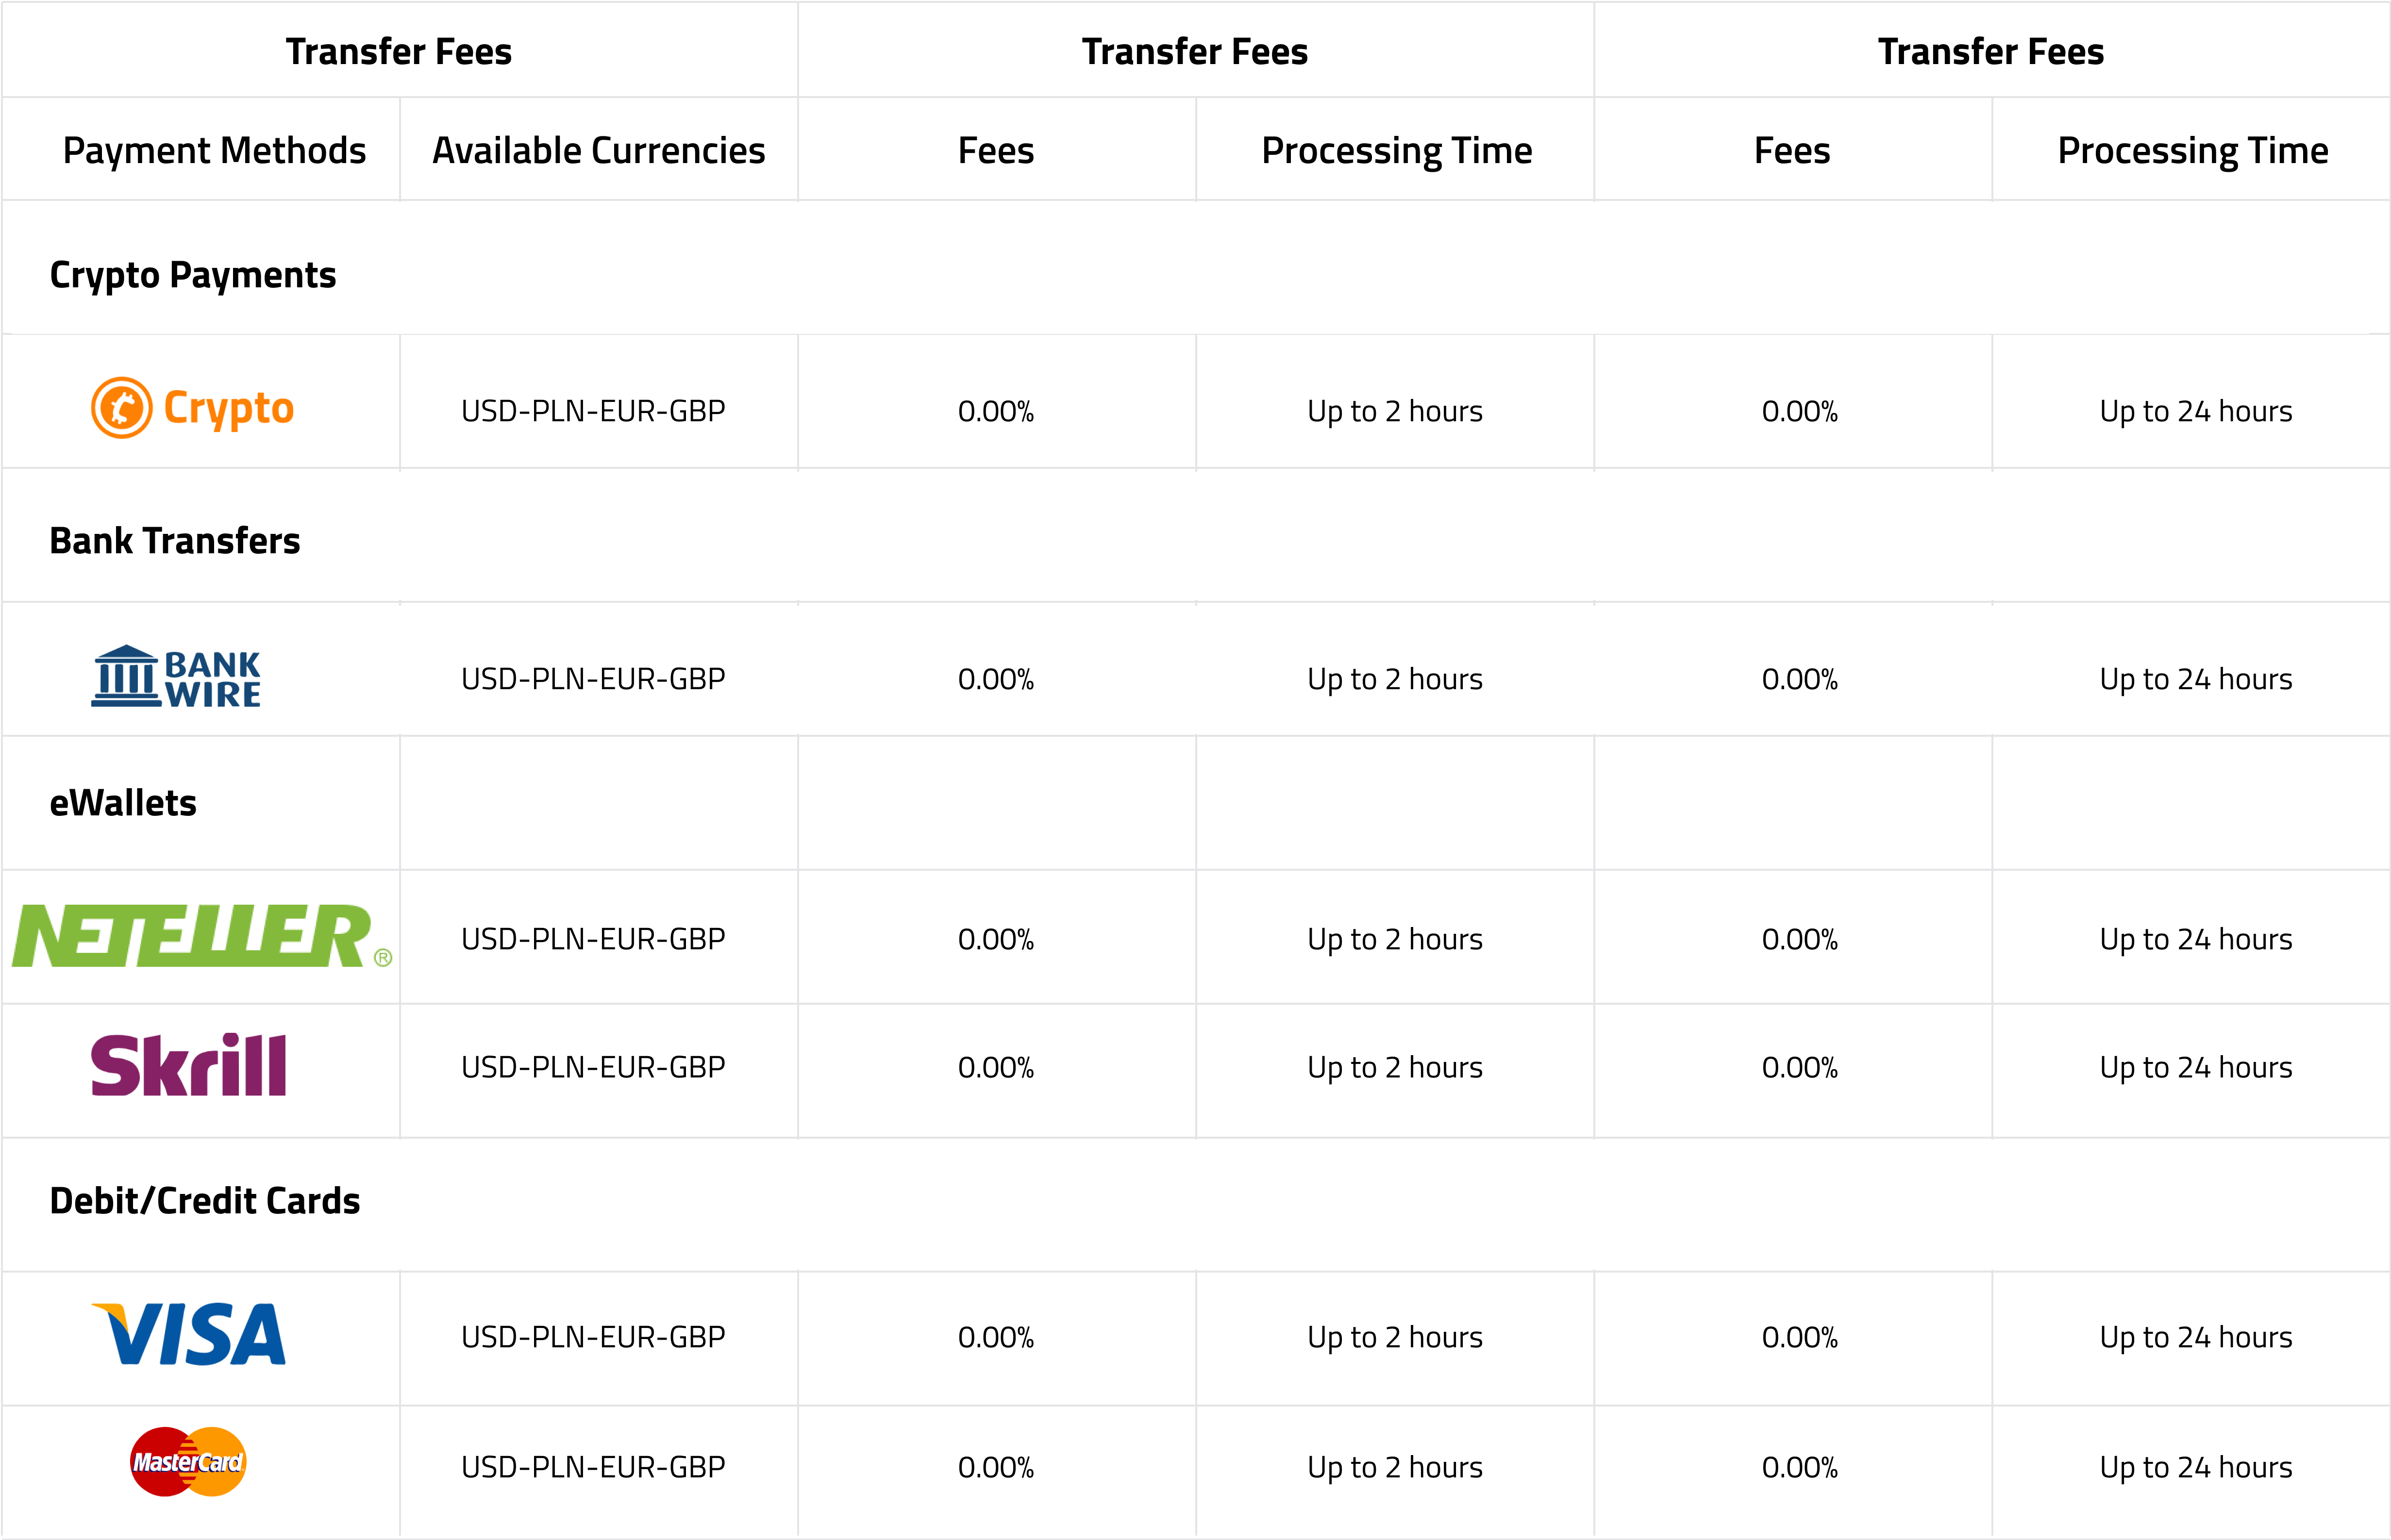 Transfer Fees Transfer Fees Transfer Fees
Payment Methods Available Currencies Fees Processing Time Fees Processing Time
Crypto Payments
Crypto USD-PLN-EUR-GBP 0.00% Up to 2 hours 0.00% Up to 24 hours
Bank Transfers
BANK
WIRE USD-PLN-EUR-GBP 0.00% Up to 2 hours 0.00% Up to 24 hours
eWallets
NETELLER® USD-PLN-EUR-GBP 0.00% Up to 2 hours 0.00% Up to 24 hours
Skrill USD-PLN-EUR-GBP 0.00% Up to 2 hours 0.00% Up to 24 hours
Debit/Credit Cards
VISA USD-PLN-EUR-GBP 0.00% Up to 2 hours 0.00% Up to 24 hours
MasterCard USD-PLN-EUR-GBP 0.00% Up to 2 hours 0.00% Up to 24 hours